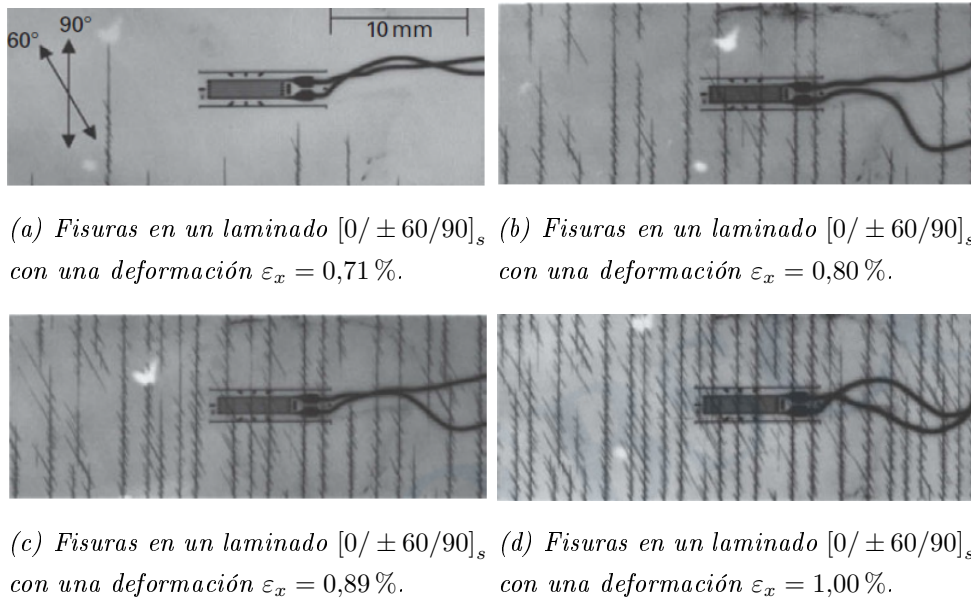 60°
90°
10 mm
(a) Fisuras en un laminado [0/ ± 60/90]s
con una deformación εx = 0,71 %.
(b) Fisuras en un laminado [0/ ± 60/90]s
con una deformación εx = 0,80 %.
(c) Fisuras en un laminado [0/ ± 60/90]s
con una deformación εx = 0,89 %.
(d) Fisuras en un laminado [0/ ± 60/90]s
con una deformación εx = 1,00 %.